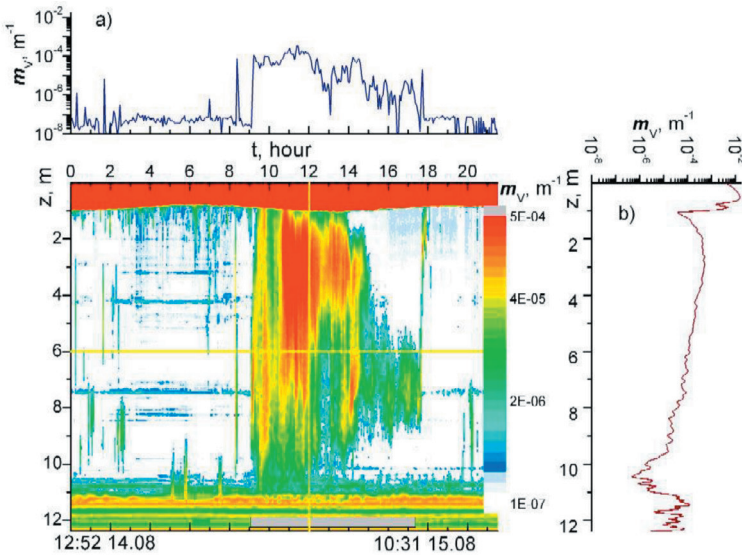 a)
m_V, m⁻¹
10⁻²
10⁻⁴
10⁻⁶
10⁻⁸
t, hour
0 2 4 6 8 10 12 14 16 18 20
z, m
2
4
6
8
10
12
12:52 14.08
10:31 15.08
m_V, m⁻¹
5E-04
4E-05
2E-06
1E-07
m_V, m⁻¹
10⁻⁸
10⁻⁶
10⁻⁴
10⁻²
z, m
b)
2
4
6
8
10
12